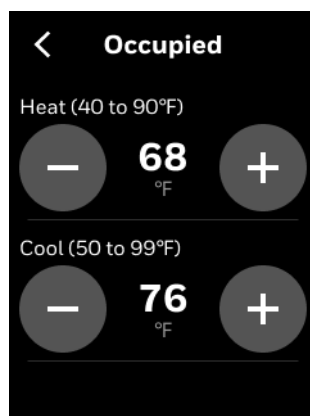 Occupied
Heat (40 to 90°F)
68
°F
Cool (50 to 99°F)
76
°F